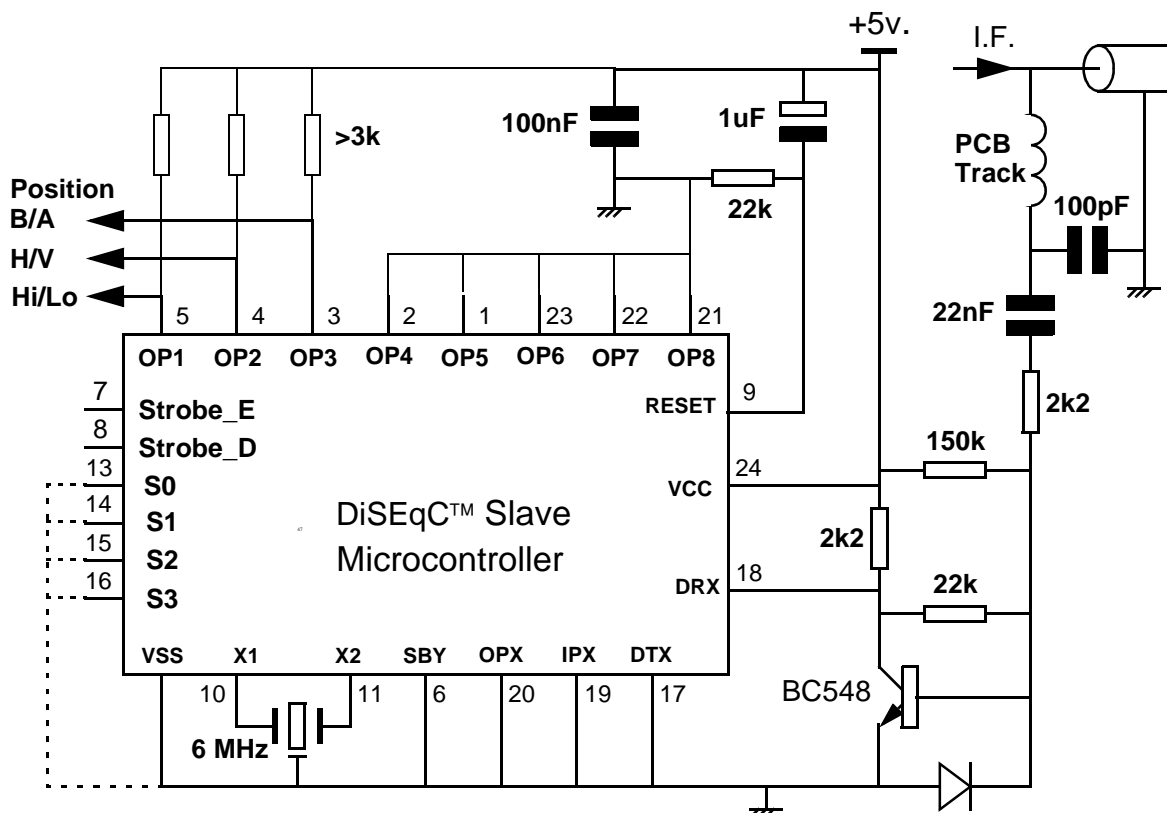 +5v.
I.F.
100nF
1uF
>3k
PCB
Track
Position
B/A
22k
100pF
H/V
Hi/Lo
22nF
5 4 3 2 1 23 22 21
OP1 OP2 OP3 OP4 OP5 OP6 OP7 OP8
7
Strobe_E
RESET
9
2k2
8
Strobe_D
150k
13
S0
VCC
24
14
S1
DiSEqC™ Slave
Microcontroller
2k2
15
S2
16
S3
DRX
18
22k
VSS X1 X2 SBY OPX IPX DTX
10 11 6 20 19 17
BC548
6 MHz